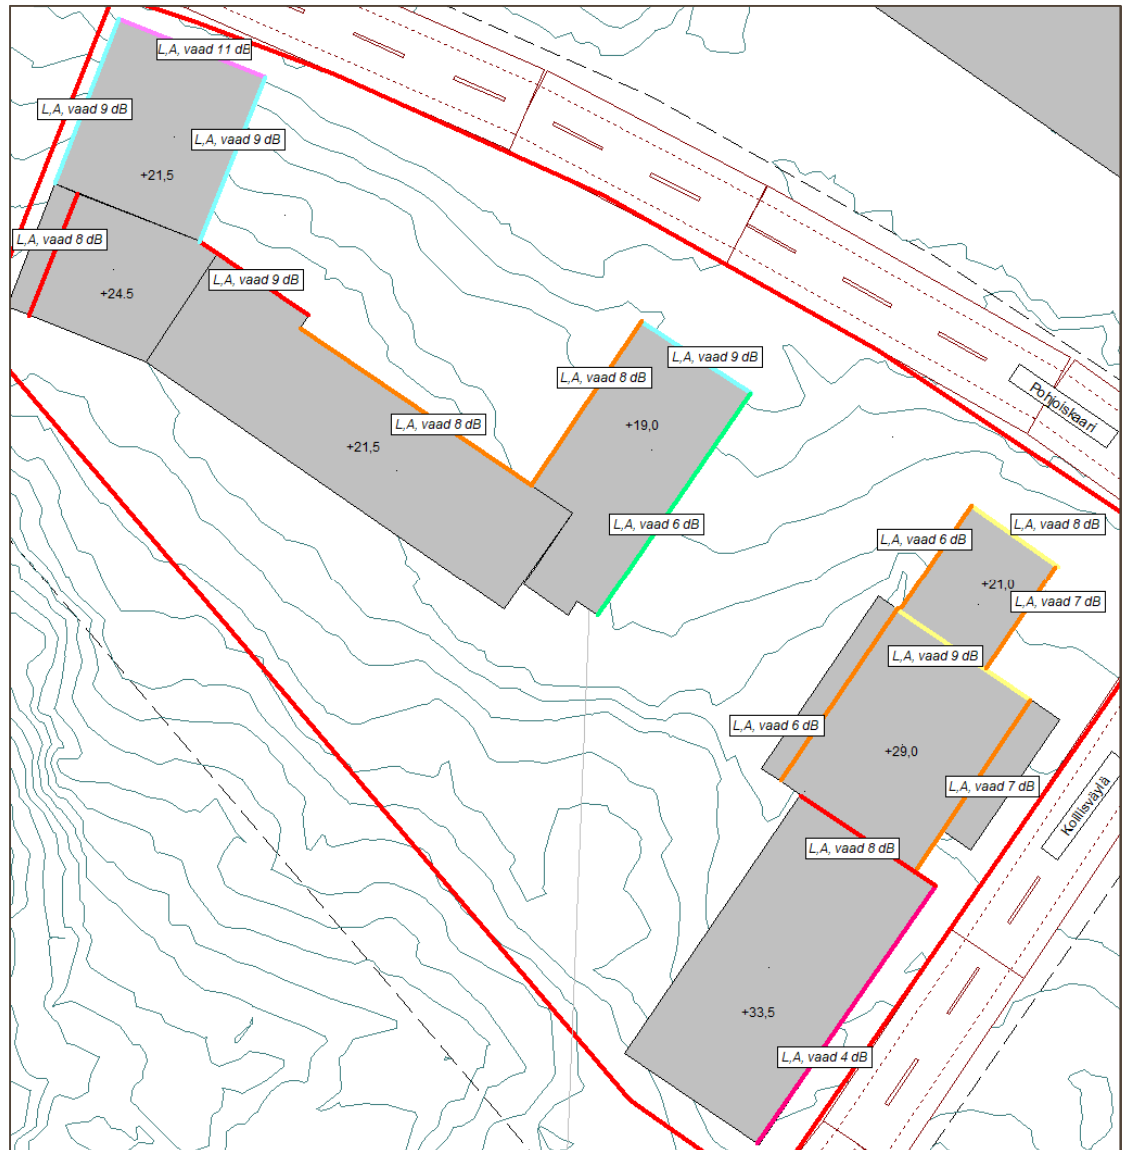 L,A, vaad 11 dB
L,A, vaad 9 dB
L,A, vaad 9 dB
+21,5
L,A, vaad 8 dB
L,A, vaad 9 dB
+24.5
L,A, vaad 9 dB
L,A, vaad 8 dB
Pohjoiskaari
+19,0
L,A, vaad 8 dB
+21,5
L,A, vaad 6 dB
L,A, vaad 8 dB
L,A, vaad 6 dB
+21,0
L,A, vaad 7 dB
L,A, vaad 9 dB
L,A, vaad 6 dB
+29,0
L,A, vaad 7 dB
Koillisväylä
L,A, vaad 8 dB
+33,5
L,A, vaad 4 dB